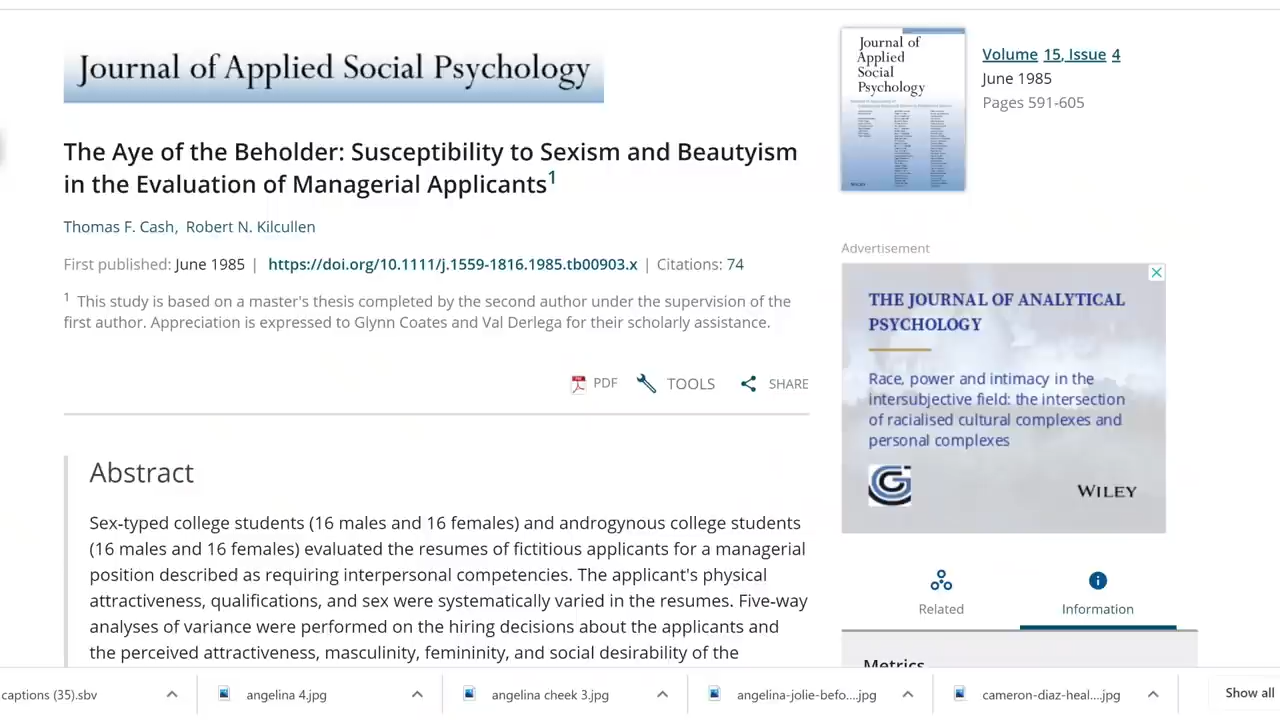 Journal of Applied Social Psychology
The Aye of the Beholder: Susceptibility to Sexism and Beautyism
in the Evaluation of Managerial Applicants1
Thomas F. Cash, Robert N. Kilcullen
First published: June 1985 | https://doi.org/10.1111/j.1559-1816.1985.tb00903.x | Citations: 74
1 This study is based on a master's thesis completed by the second author under the supervision of the
first author. Appreciation is expressed to Glynn Coates and Val Derlega for their scholarly assistance.
PDF TOOLS SHARE
Abstract
Sex-typed college students (16 males and 16 females) and androgynous college students
(16 males and 16 females) evaluated the resumes of fictitious applicants for a managerial
position described as requiring interpersonal competencies. The applicant's physical
attractiveness, qualifications, and sex were systematically varied in the resumes. Five-way
analyses of variance were performed on the hiring decisions about the applicants and
the perceived attractiveness, masculinity, femininity, and social desirability of the
Journal of
Applied
Social
Psychology
Volume 15, Issue 4
June 1985
Pages 591-605
Advertisement
THE JOURNAL OF ANALYTICAL
PSYCHOLOGY
Race, power and intimacy in the
intersubjective field: the intersection
of racialised cultural complexes and
personal complexes
WILEY
Related
Information
Metrics
captions (35).sbv
angelina 4.jpg
angelina cheek 3.jpg
angelina-jolie-befo....jpg
cameron-diaz-heal....jpg
Show all